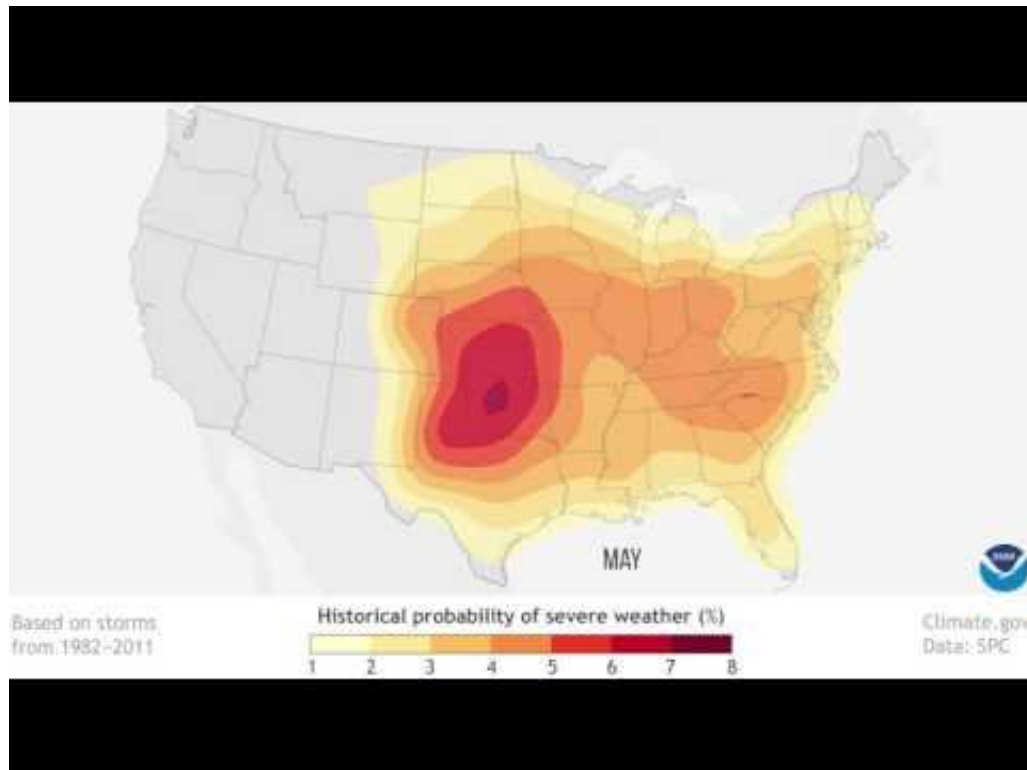 MAY
NOAA
Based on storms
from 1982-2011
Historical probability of severe weather (%)
1 2 3 4 5 6 7 8
Climate.gov
Data: SPC